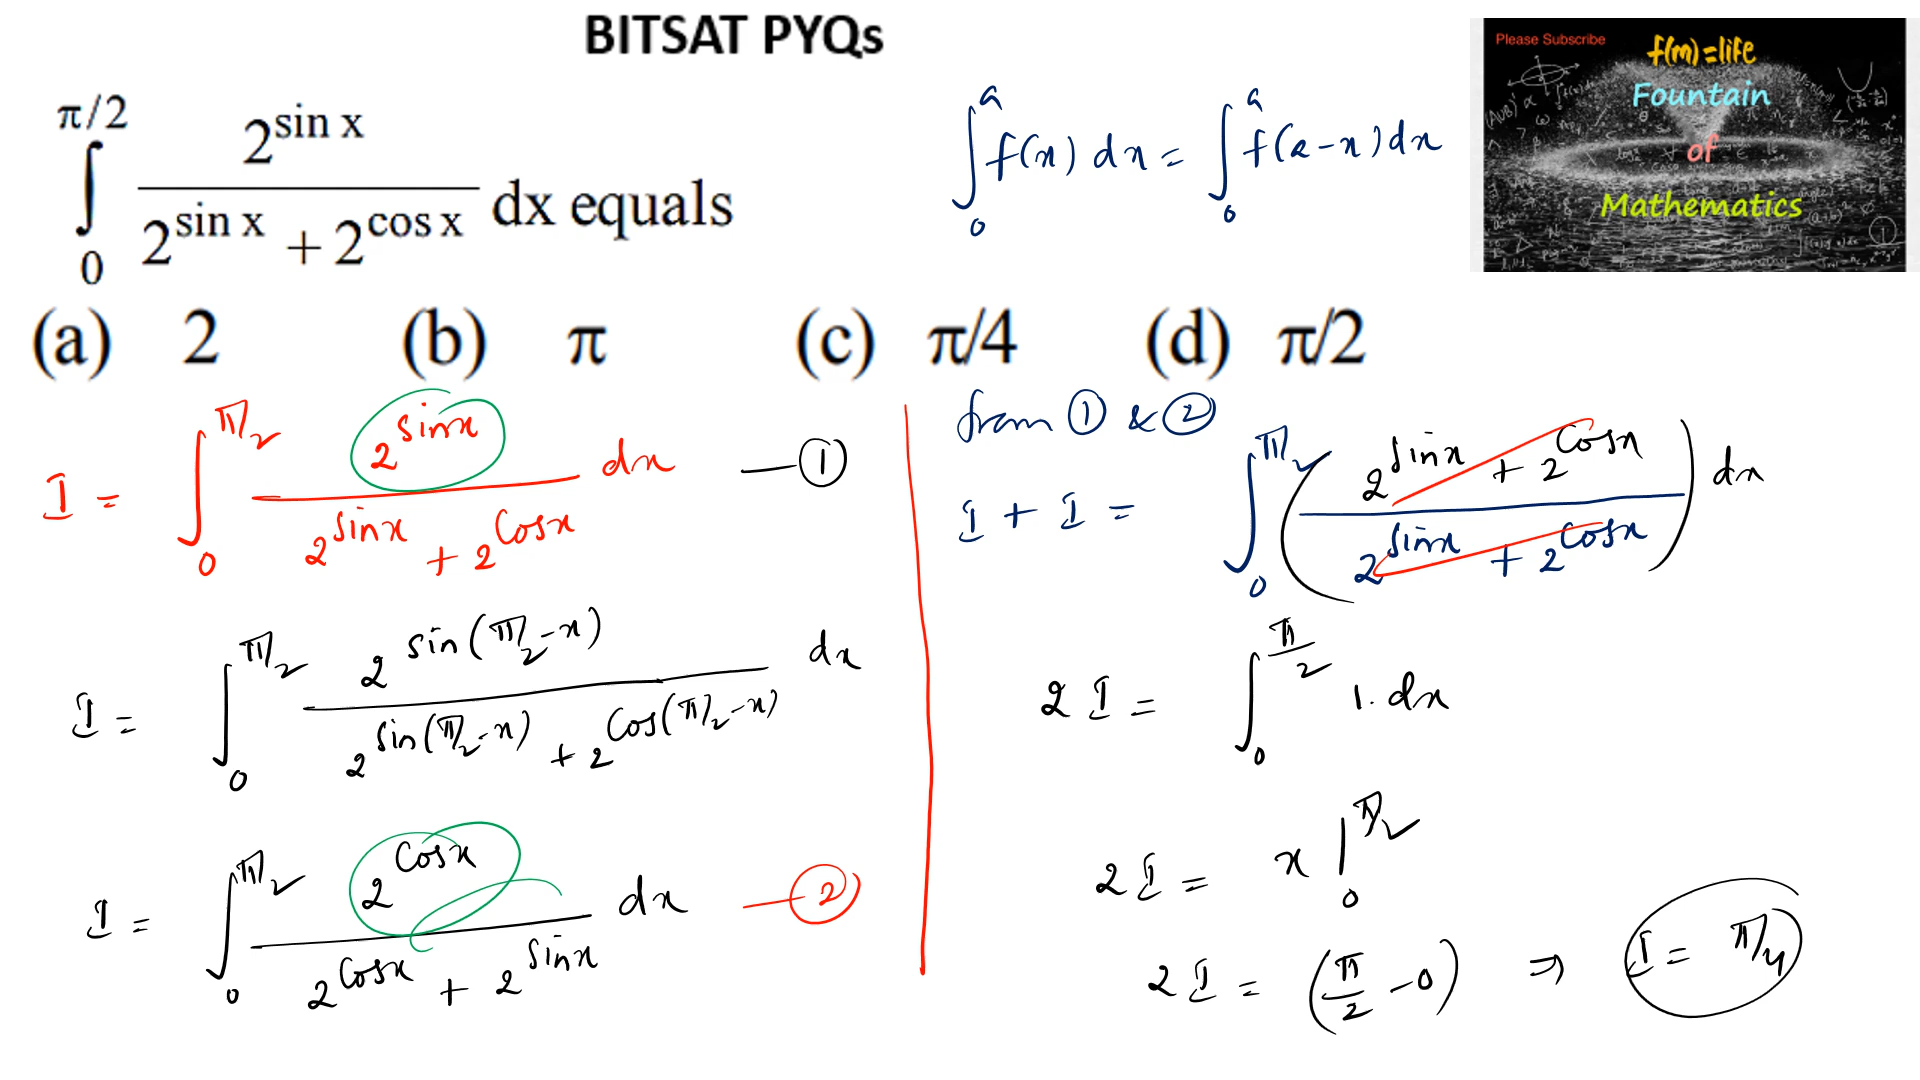 BITSAT PYQs
Please Subscribe
f(m)=life
Fountain
of
Mathematics
∫₀^{π/2} 2^{sin x} / (2^{sin x} + 2^{cos x}) dx equals
∫₀^a f(x) dx = ∫₀^a f(a-x) dx
(a) 2 (b) π (c) π/4 (d) π/2
I = ∫₀^{π/2} 2^{sinx} / (2^{sinx} + 2^{cosx}) dx — ①
I = ∫₀^{π/2} 2^{sin(π/2-x)} / (2^{sin(π/2-x)} + 2^{cos(π/2-x)}) dx
I = ∫₀^{π/2} 2^{cosx} / (2^{cosx} + 2^{sinx}) dx — ②
from ① & ②
I + I = ∫₀^{π/2} ( (2^{sinx} + 2^{cosx}) / (2^{sinx} + 2^{cosx}) ) dx
2I = ∫₀^{π/2} 1. dx
2I = x |₀^{π/2}
2I = (π/2 - 0) ⇒ I = π/4